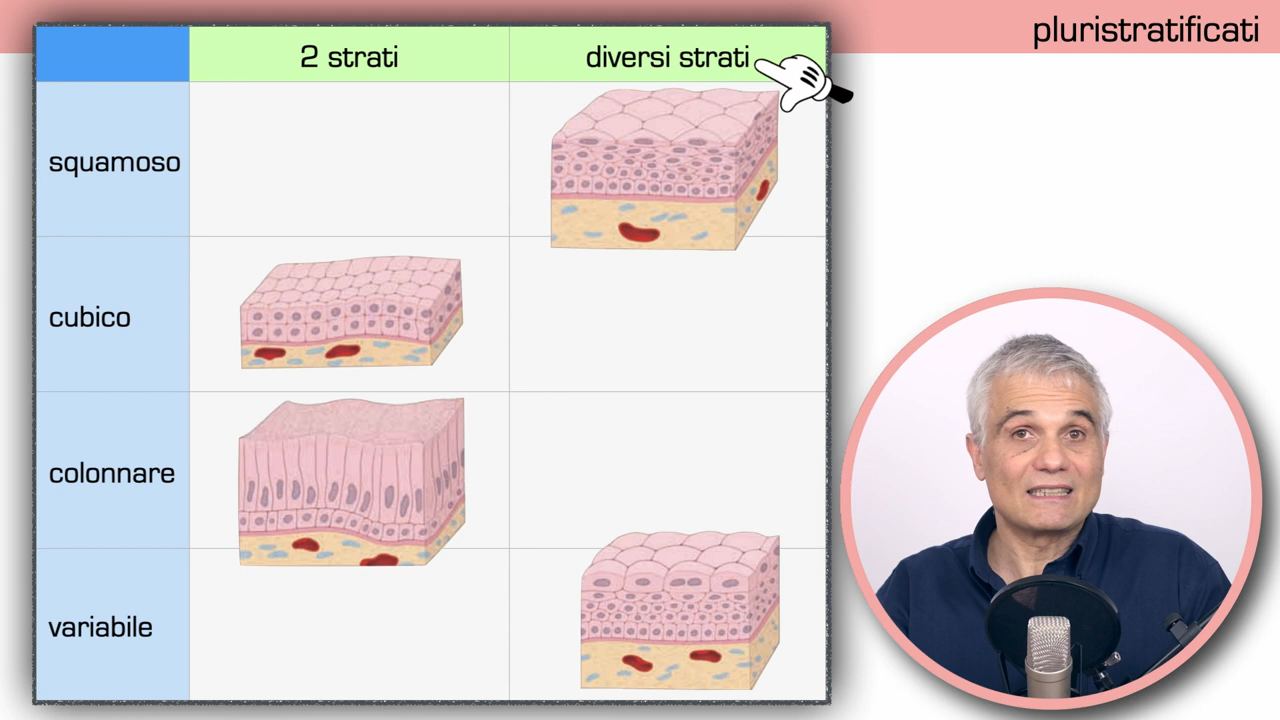 pluristratificati
2 strati
diversi strati
squamoso
cubico
colonnare
variabile